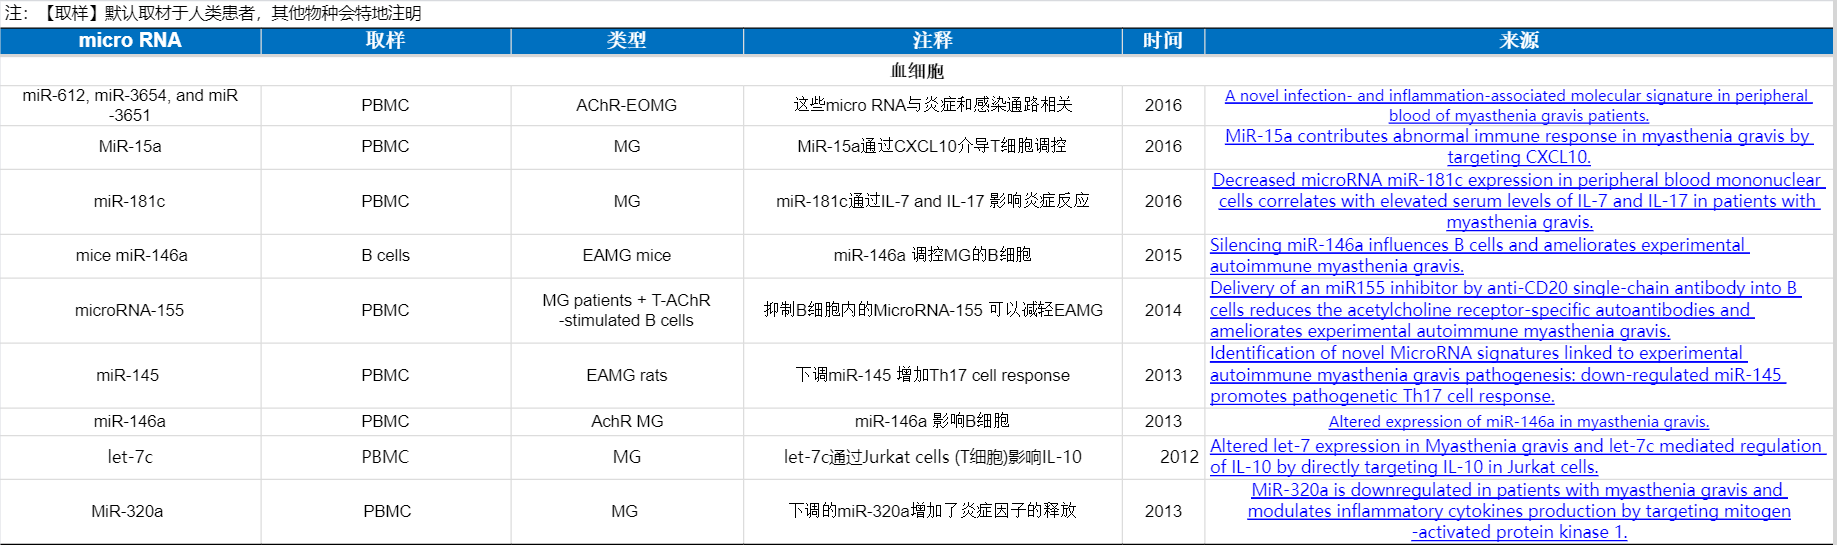 注：【取样】默认取材于人类患者，其他物种会特地注明
micro RNA 取样 类型 注释 时间 来源
血细胞
miR-612, miR-3654, and miR
-3651
PBMC
AChR-EOMG
这些micro RNA与炎症和感染通路相关
2016
A novel infection- and inflammation-associated molecular signature in peripheral
blood of myasthenia gravis patients.
MiR-15a
PBMC
MG
MiR-15a通过CXCL10介导T细胞调控
2016
MiR-15a contributes abnormal immune response in myasthenia gravis by
targeting CXCL10.
miR-181c
PBMC
MG
miR-181c通过IL-7 and IL-17 影响炎症反应
2016
Decreased microRNA miR-181c expression in peripheral blood mononuclear
cells correlates with elevated serum levels of IL-7 and IL-17 in patients with
myasthenia gravis.
mice miR-146a
B cells
EAMG mice
miR-146a 调控MG的B细胞
2015
Silencing miR-146a influences B cells and ameliorates experimental
autoimmune myasthenia gravis.
microRNA-155
PBMC
MG patients + T-AChR
-stimulated B cells
抑制B细胞内的MicroRNA-155 可以减轻EAMG
2014
Delivery of an miR155 inhibitor by anti-CD20 single-chain antibody into B
cells reduces the acetylcholine receptor-specific autoantibodies and
ameliorates experimental autoimmune myasthenia gravis.
miR-145
PBMC
EAMG rats
下调miR-145 增加Th17 cell response
2013
Identification of novel MicroRNA signatures linked to experimental
autoimmune myasthenia gravis pathogenesis: down-regulated miR-145
promotes pathogenetic Th17 cell response.
miR-146a
PBMC
AchR MG
miR-146a 影响B细胞
2013
Altered expression of miR-146a in myasthenia gravis.
let-7c
PBMC
MG
let-7c通过Jurkat cells (T细胞)影响IL-10
2012
Altered let-7 expression in Myasthenia gravis and let-7c mediated regulation
of IL-10 by directly targeting IL-10 in Jurkat cells.
MiR-320a
PBMC
MG
下调的miR-320a增加了炎症因子的释放
2013
MiR-320a is downregulated in patients with myasthenia gravis and
modulates inflammatory cytokines production by targeting mitogen
-activated protein kinase 1.